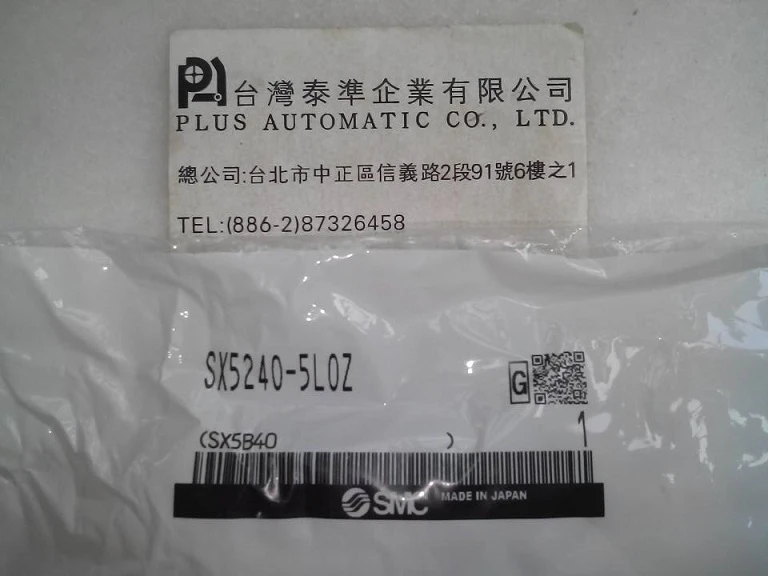 台灣泰準企業有限公司
PLUS AUTOMATIC CO., LTD.
總公司:台北市中正區信義路2段91號6樓之1
TEL:(886-2)87326458
SX5240-5LOZ
G
(SX5B40 )
1
SMC MADE IN JAPAN